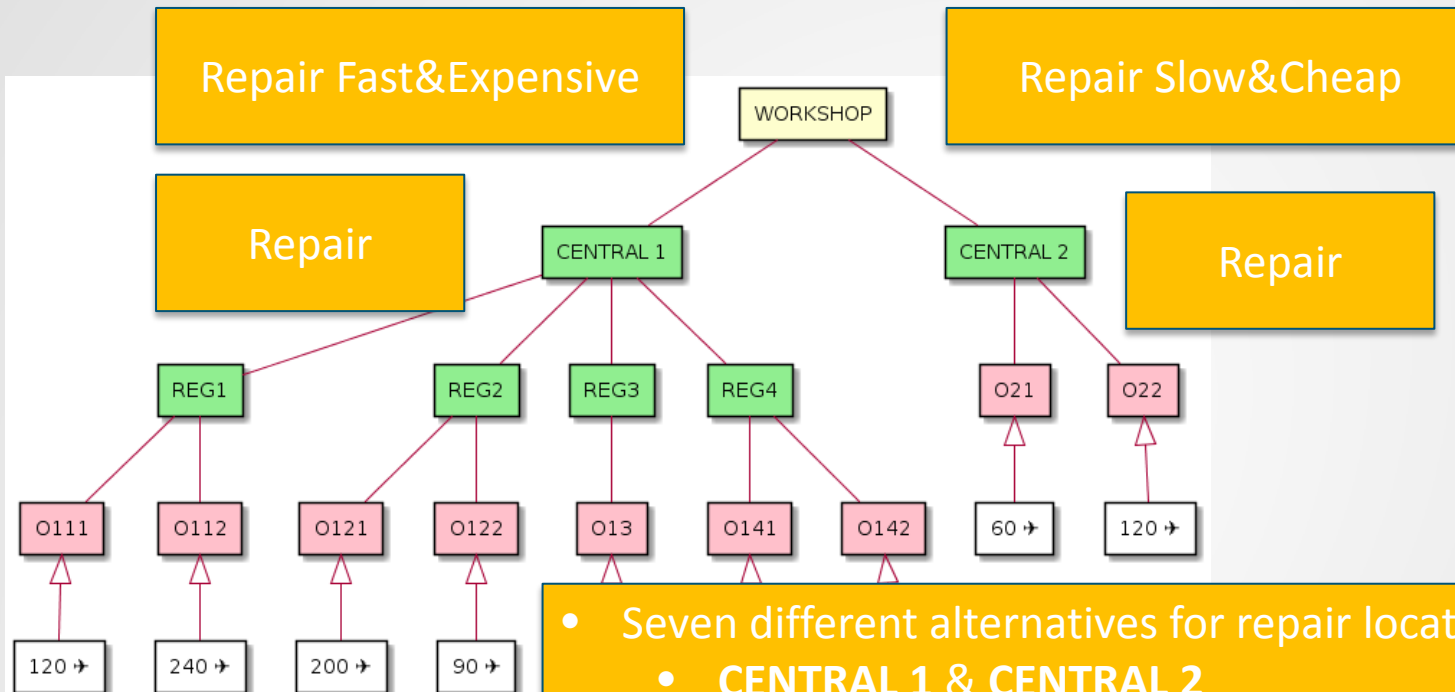 Repair Fast&Expensive
Repair Slow&Cheap
WORKSHOP
Repair
CENTRAL 1
CENTRAL 2
Repair
REG1
REG2
REG3
REG4
O21
O22
O111
O112
O121
O122
O13
O141
O142
60 ✈
120 ✈
• Seven different alternatives for repair locat
120 ✈
240 ✈
200 ✈
90 ✈
• CENTRAL 1 & CENTRAL 2